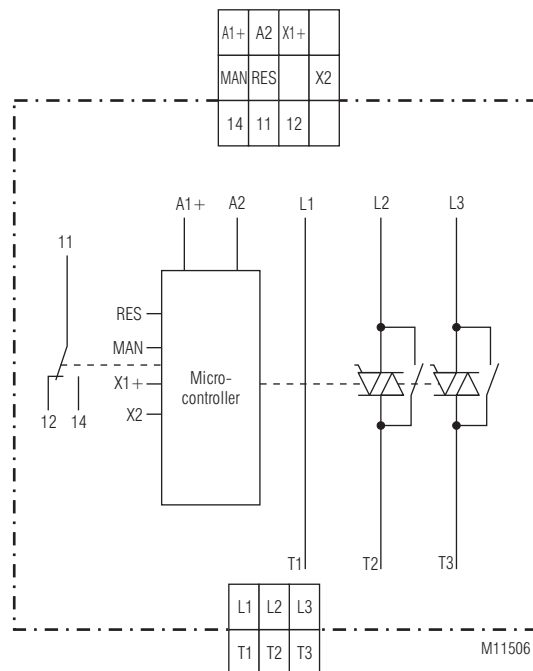 A1+ A2 X1+
MAN RES X2
14 11 12
A1+ A2 L1 L2 L3
11
RES
MAN
X1+
X2
Micro-
controller
12 14
T1 T2 T3
L1 L2 L3
T1 T2 T3
M11506